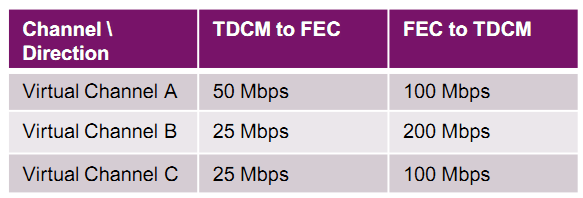 Channel \ Direction TDCM to FEC FEC to TDCM
Virtual Channel A 50 Mbps 100 Mbps
Virtual Channel B 25 Mbps 200 Mbps
Virtual Channel C 25 Mbps 100 Mbps